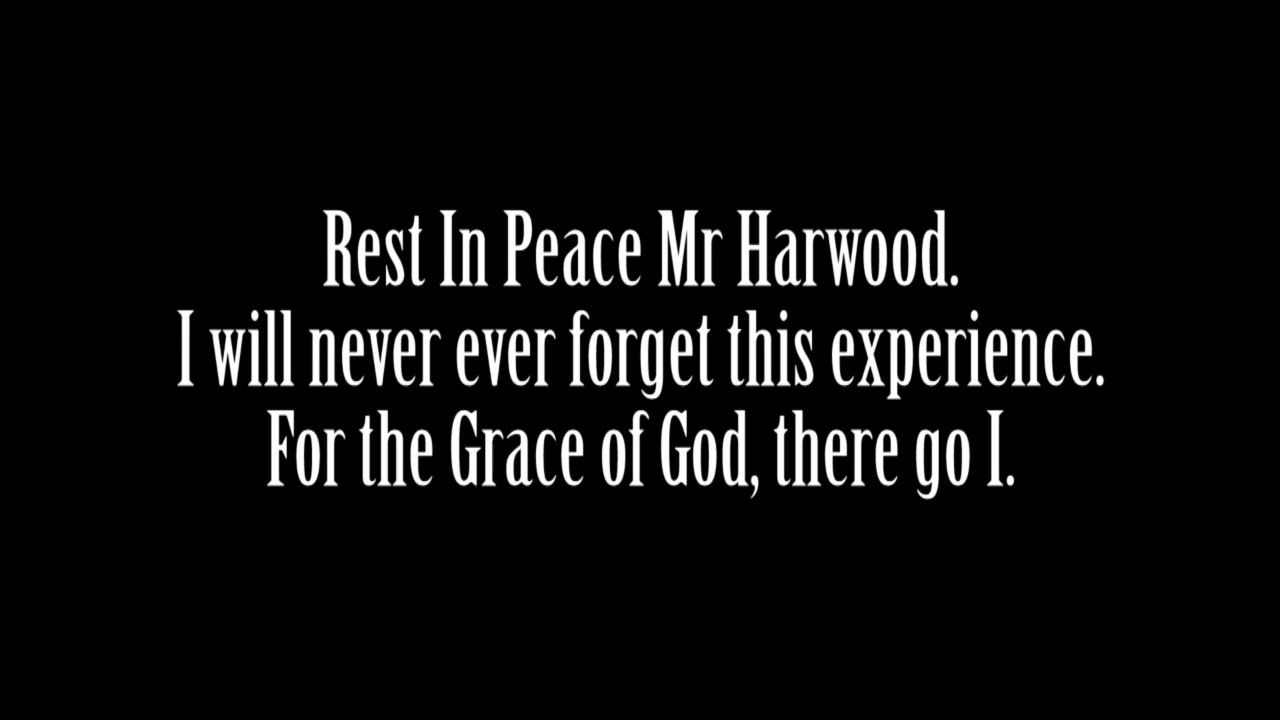 Rest In Peace Mr Harwood.
I will never ever forget this experience.
For the Grace of God, there go I.